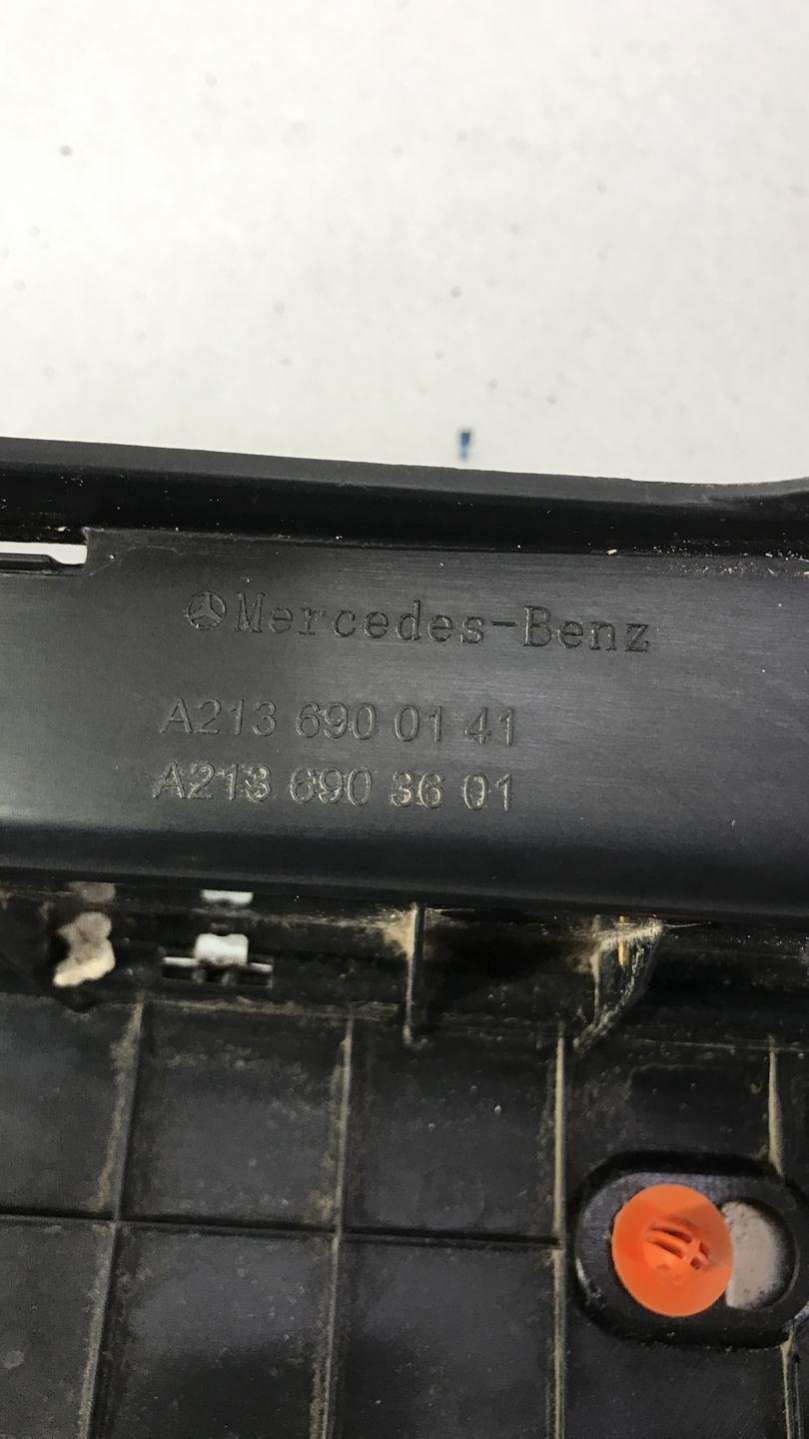 Mercedes-Benz
A213 690 01 41
A213 690 36 01